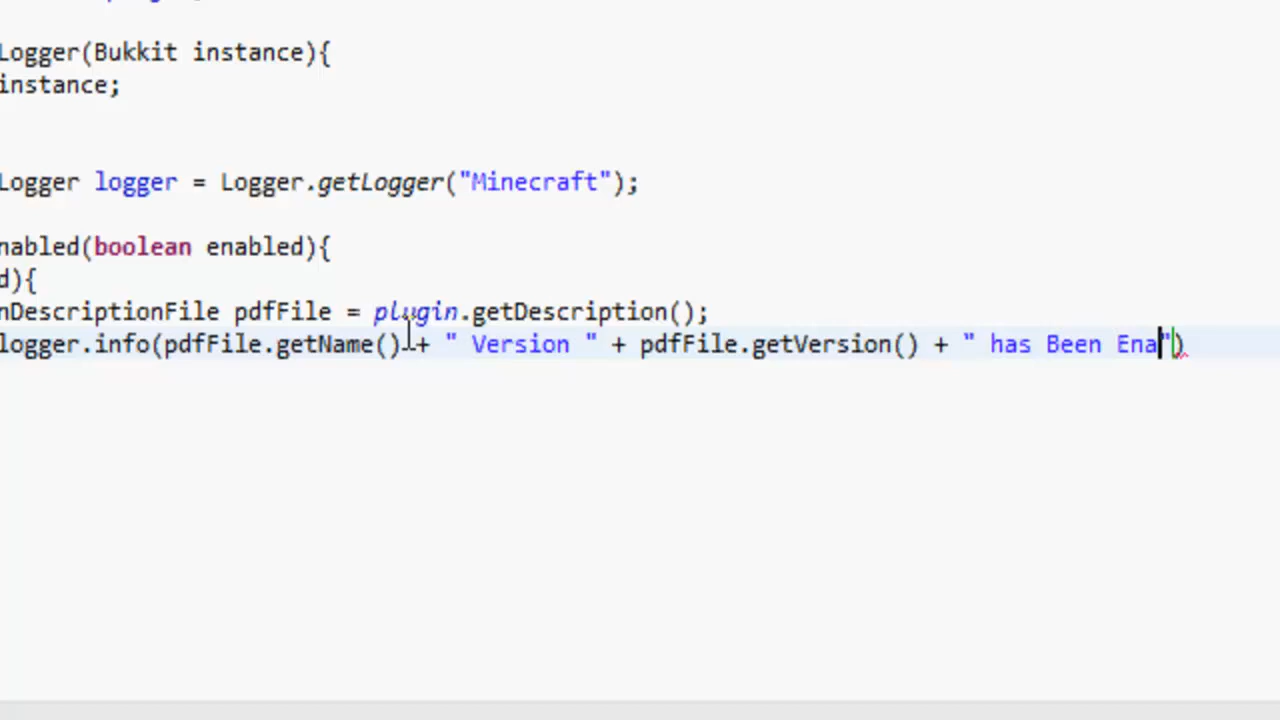 Logger(Bukkit instance){
instance;
Logger logger = Logger.getLogger("Minecraft");
nabled(boolean enabled){
d){
nDescriptionFile pdfFile = plugin.getDescription();
logger.info(pdfFile.getName() + " Version " + pdfFile.getVersion() + " has Been Ena")